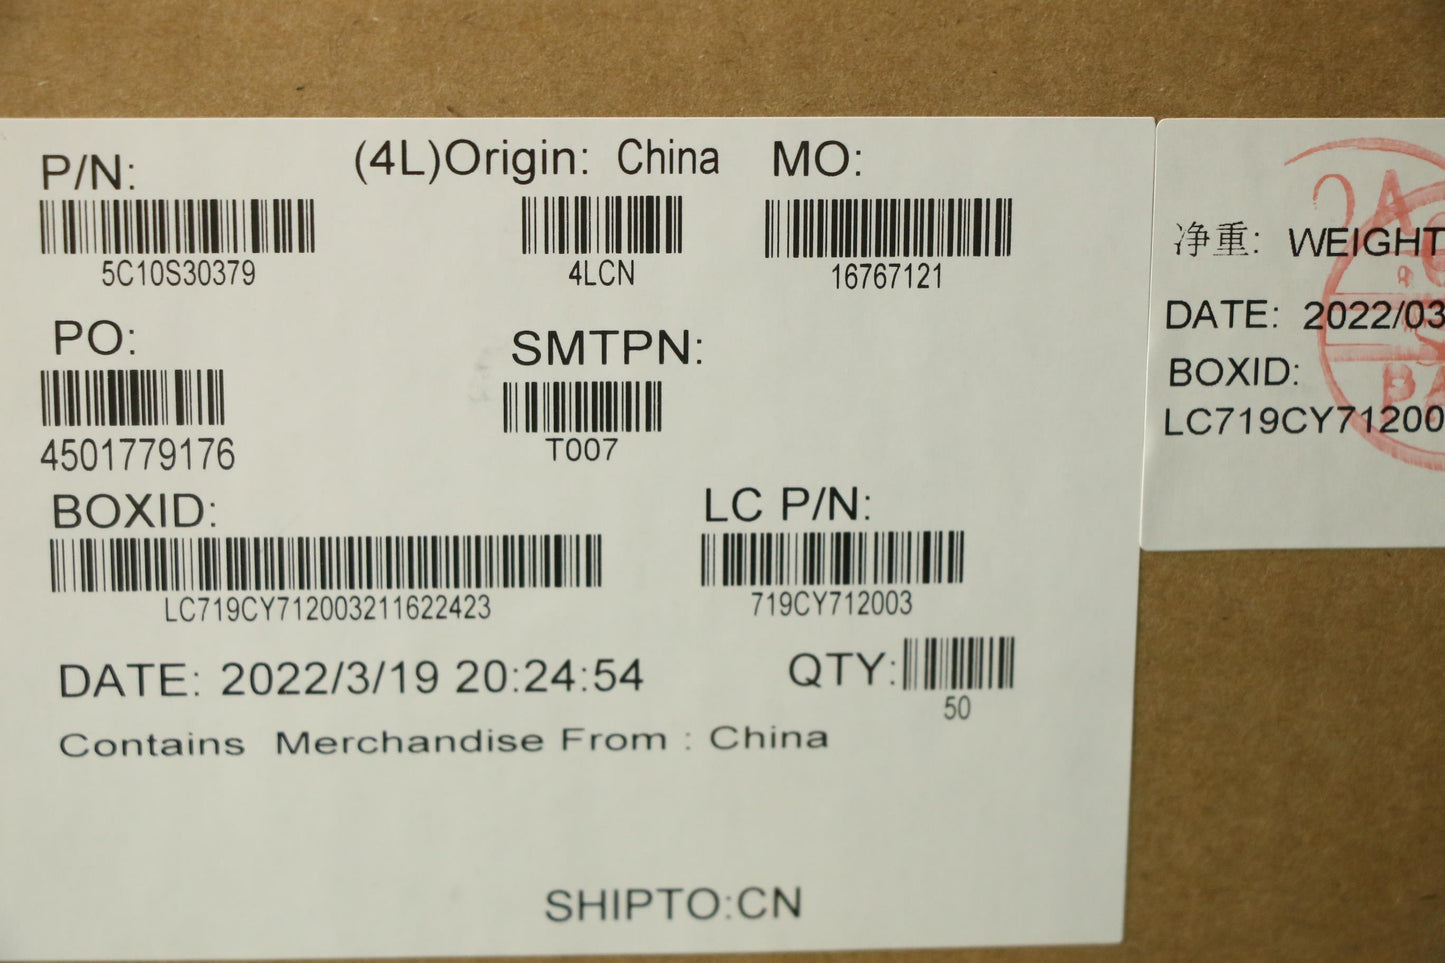 P/N:
(4L)Origin: China
MO:
5C10S30379
4LCN
16767121
PO:
SMTPN:
4501779176
T007
BOXID:
LC P/N:
LC719CY712003211622423
719CY712003
DATE: 2022/3/19 20:24:54
QTY:
50
Contains Merchandise From : China
SHIPTO:CN
净重: WEIGHT
DATE: 2022/03
BOXID:
LC719CY71200